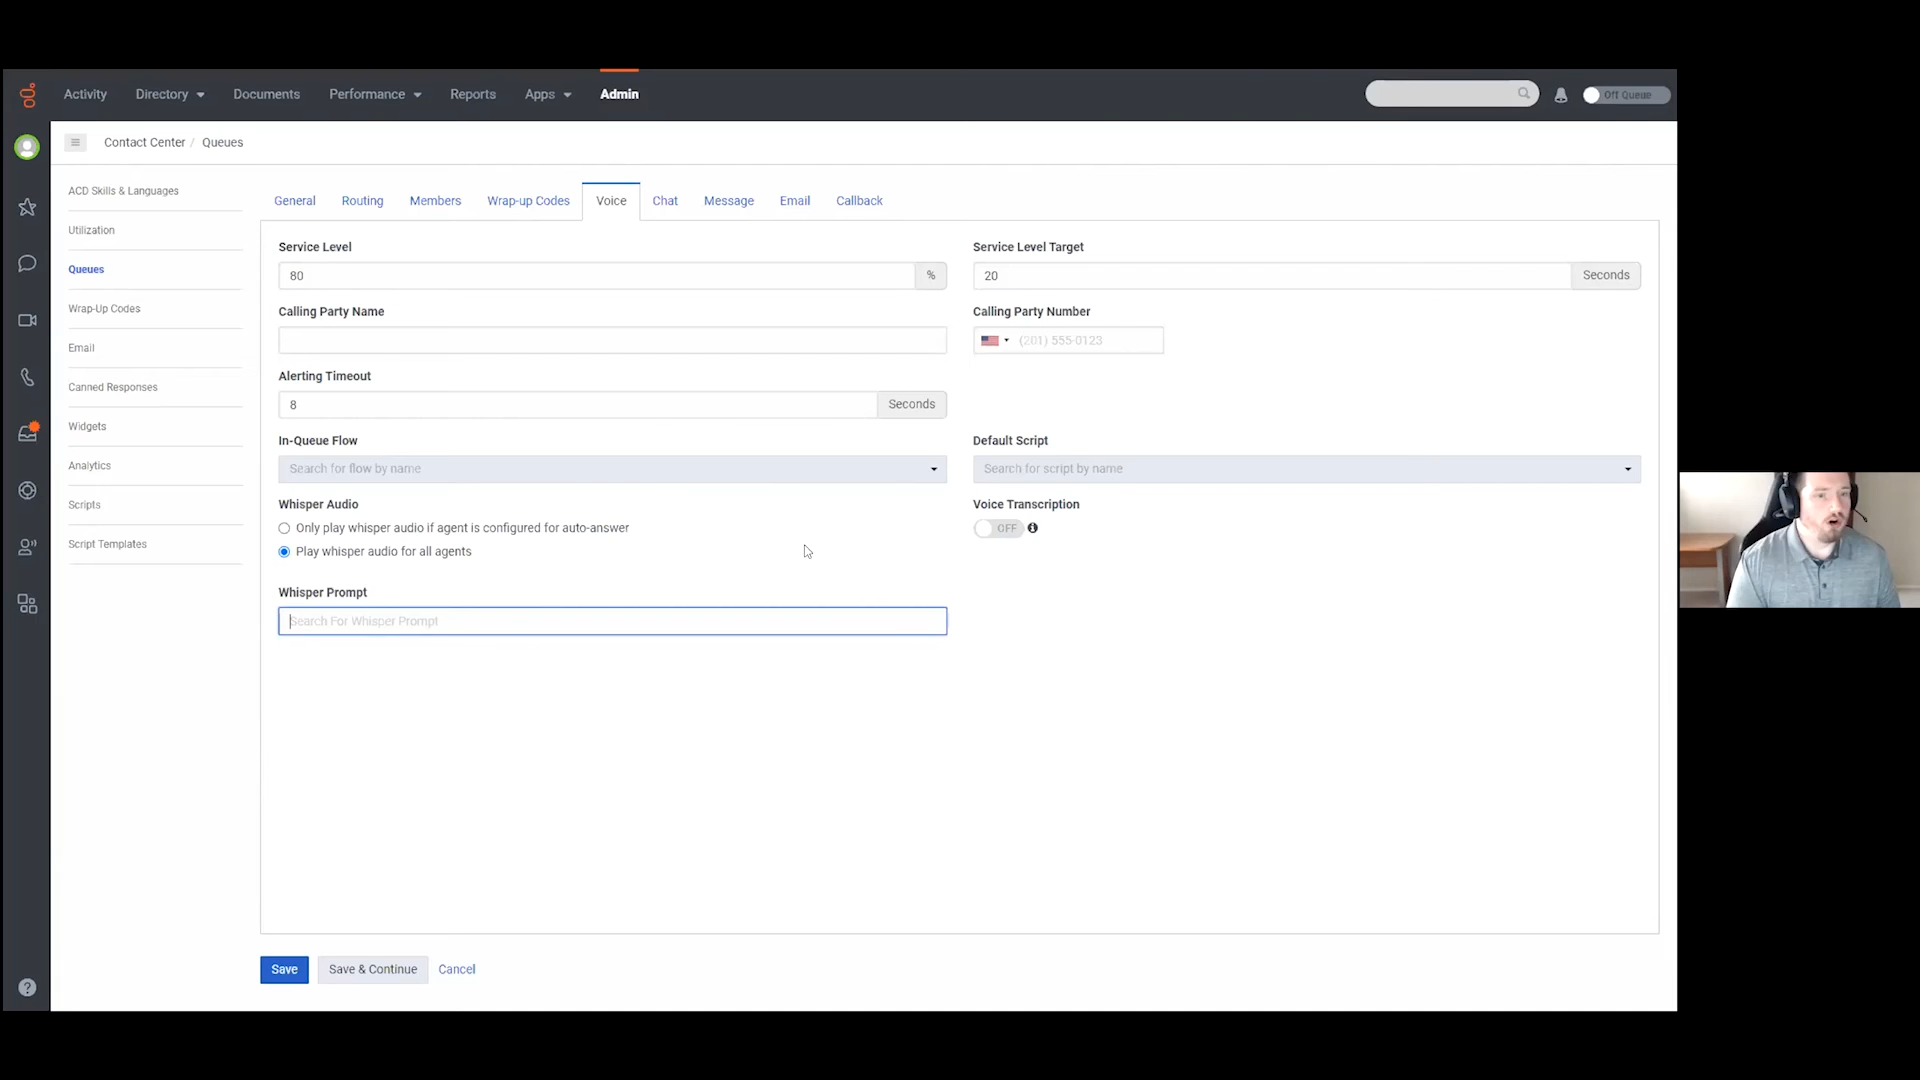 Activity Directory Documents Performance Reports Apps Admin Off Queue
Contact Center / Queues
ACD Skills & Languages
Utilization
Queues
Wrap-Up Codes
Email
Canned Responses
Widgets
Analytics
Scripts
Script Templates
General Routing Members Wrap-up Codes Voice Chat Message Email Callback
Service Level
80 %
Service Level Target
20 Seconds
Calling Party Name
Calling Party Number
(201) 555-0123
Alerting Timeout
8 Seconds
In-Queue Flow
Search for flow by name
Default Script
Search for script by name
Whisper Audio
Only play whisper audio if agent is configured for auto-answer
Play whisper audio for all agents
Voice Transcription
OFF
Whisper Prompt
Search For Whisper Prompt
Save Save & Continue Cancel